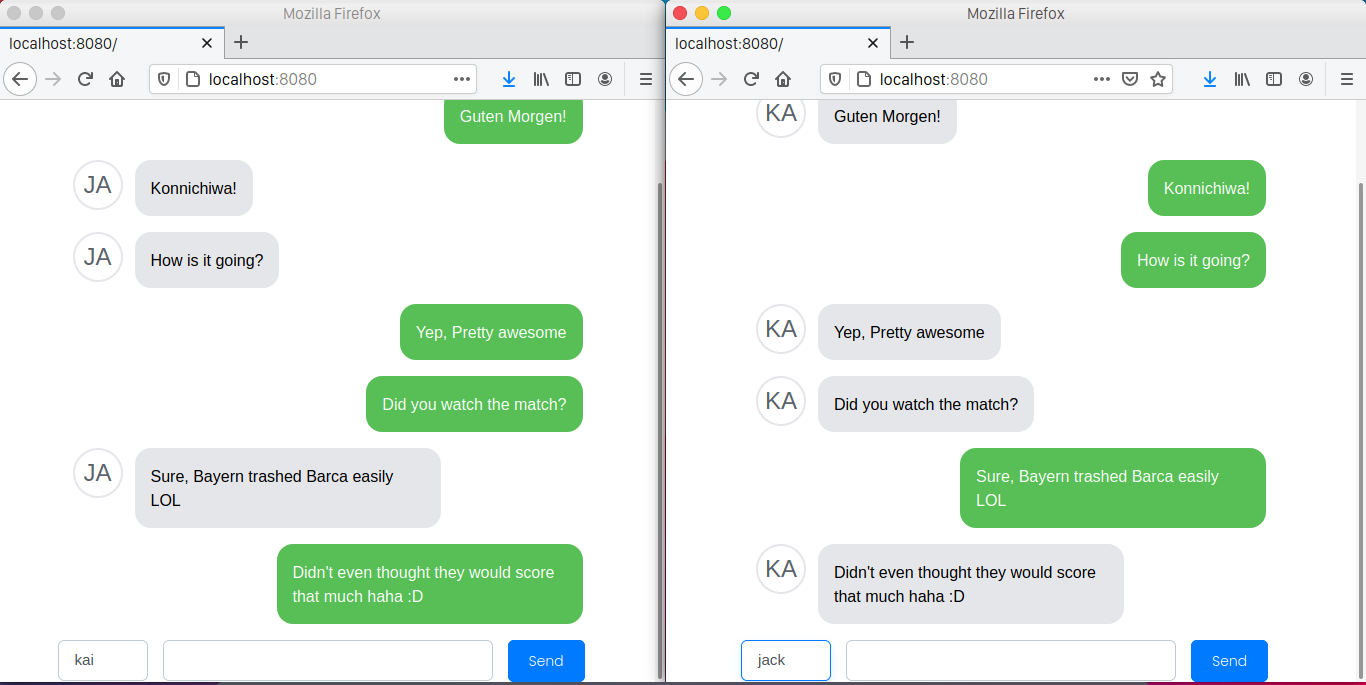 Mozilla Firefox
localhost:8080/
localhost:8080
Guten Morgen!
JA
Konnichiwa!
JA
How is it going?
Yep, Pretty awesome
Did you watch the match?
JA
Sure, Bayern trashed Barca easily
LOL
Didn't even thought they would score
that much haha :D
kai
Send
Mozilla Firefox
localhost:8080/
localhost:8080
KA
Guten Morgen!
Konnichiwa!
How is it going?
KA
Yep, Pretty awesome
KA
Did you watch the match?
Sure, Bayern trashed Barca easily
LOL
KA
Didn't even thought they would score
that much haha :D
jack
Send